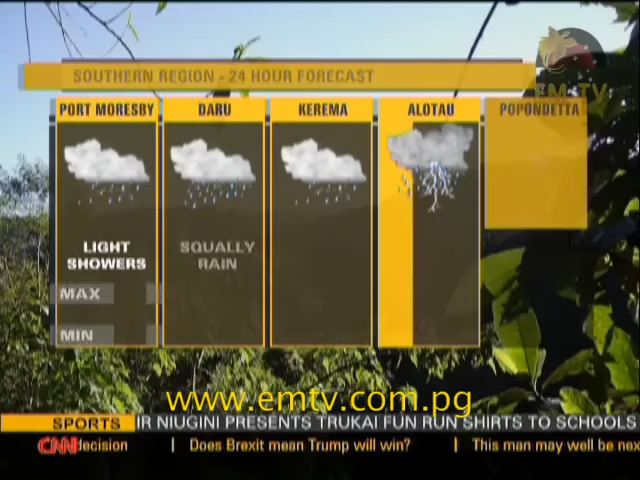 EMTV
SOUTHERN REGION - 24 HOUR FORECAST
PORT MORESBY
DARU
KEREMA
ALOTAU
POPONDETTA
LIGHT
SHOWERS
SQUALLY
RAIN
MAX
MIN
www.emtv.com.pg
SPORTS IR NIUGINI PRESENTS TRUKAI FUN RUN SHIRTS TO SCHOOLS
CNN decision | Does Brexit mean Trump will win? | This man may well be nex